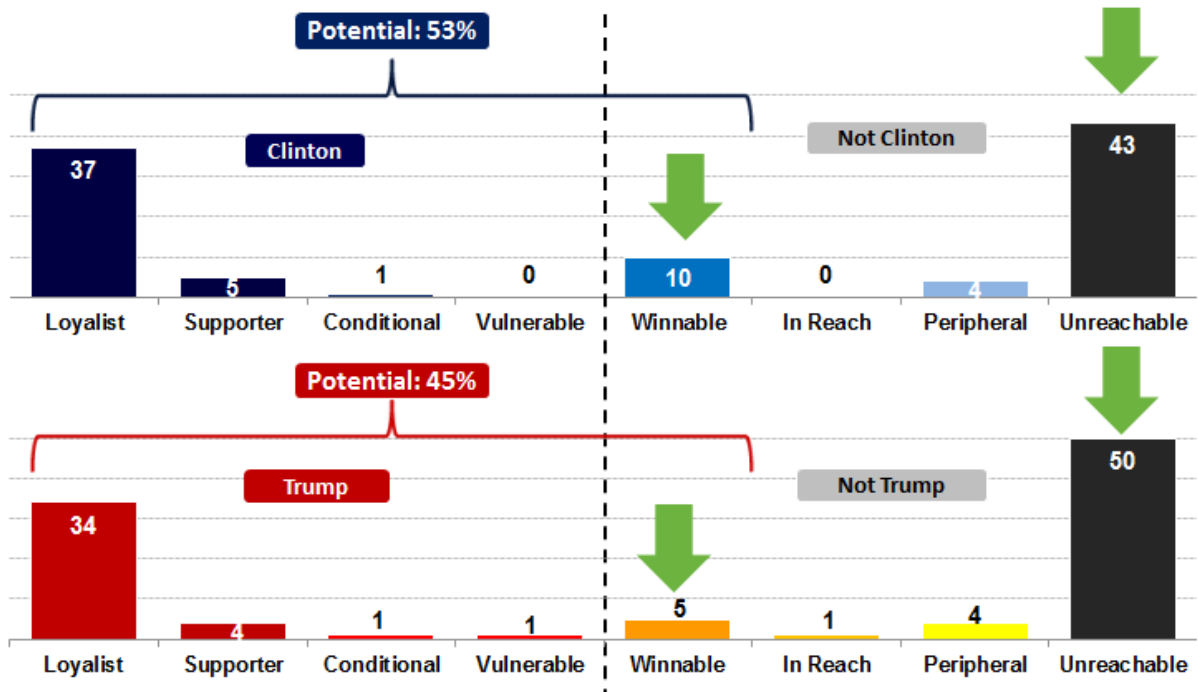 Potential: 53%
Clinton
Not Clinton
37
5
1
0
10
0
4
43
Loyalist Supporter Conditional Vulnerable Winnable In Reach Peripheral Unreachable
Potential: 45%
Trump
Not Trump
34
4
1
1
5
1
4
50
Loyalist Supporter Conditional Vulnerable Winnable In Reach Peripheral Unreachable